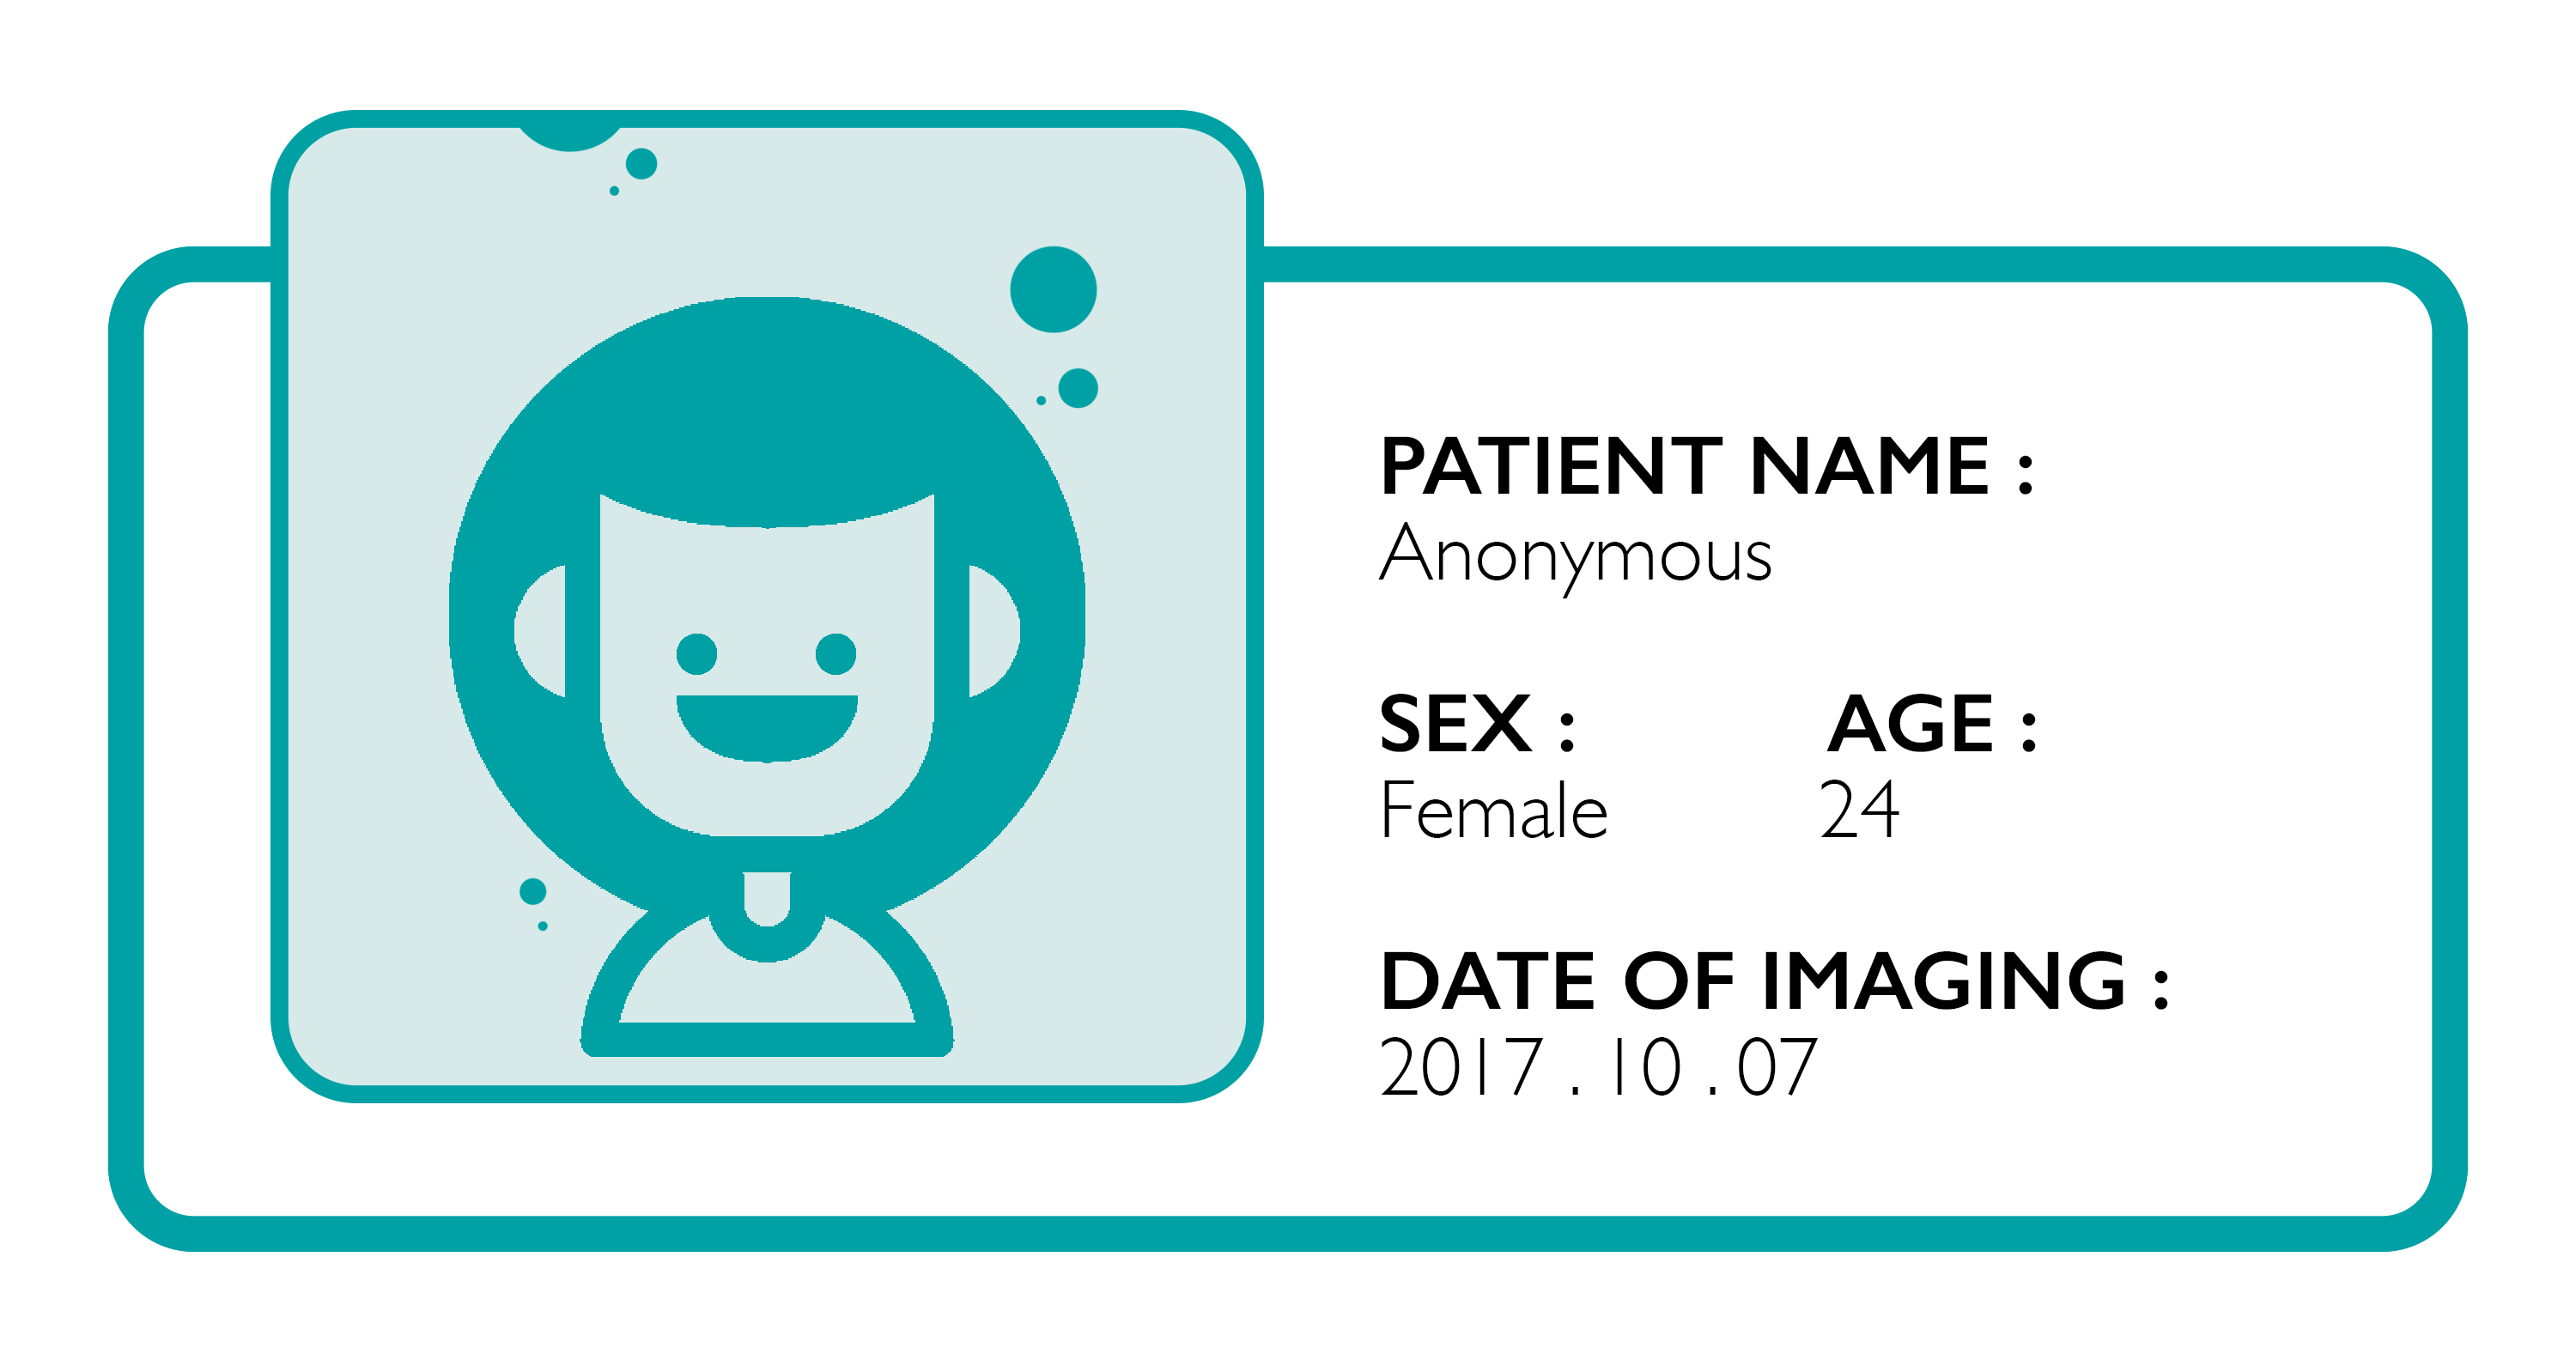 PATIENT NAME :
Anonymous
SEX : AGE :
Female 24
DATE OF IMAGING :
2017 . 10 . 07